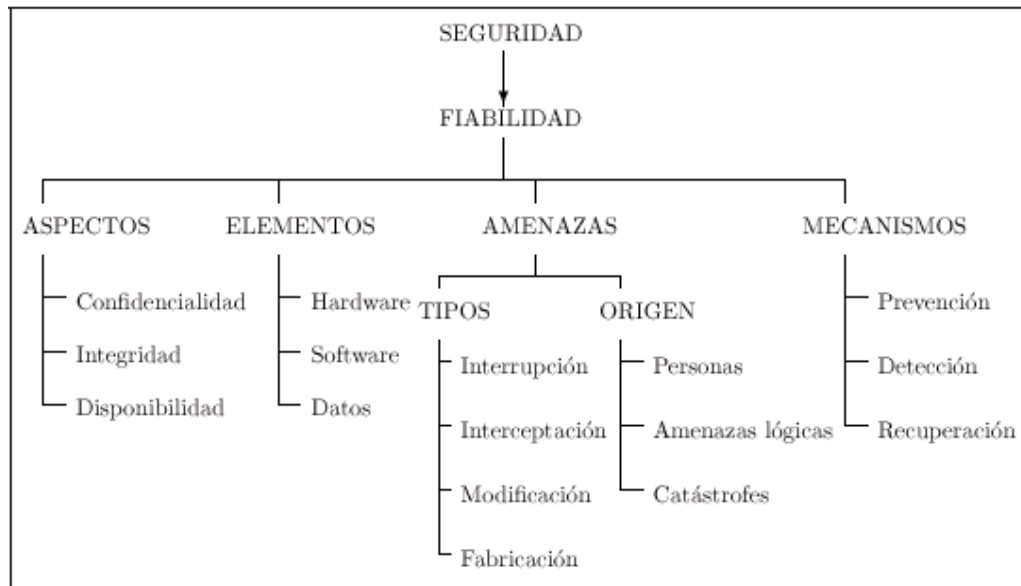 SEGURIDAD
FIABILIDAD
ASPECTOS
Confidencialidad
Integridad
Disponibilidad
ELEMENTOS
Hardware
Software
Datos
AMENAZAS
TIPOS
Interrupción
Interceptación
Modificación
Fabricación
ORIGEN
Personas
Amenazas lógicas
Catástrofes
MECANISMOS
Prevención
Detección
Recuperación